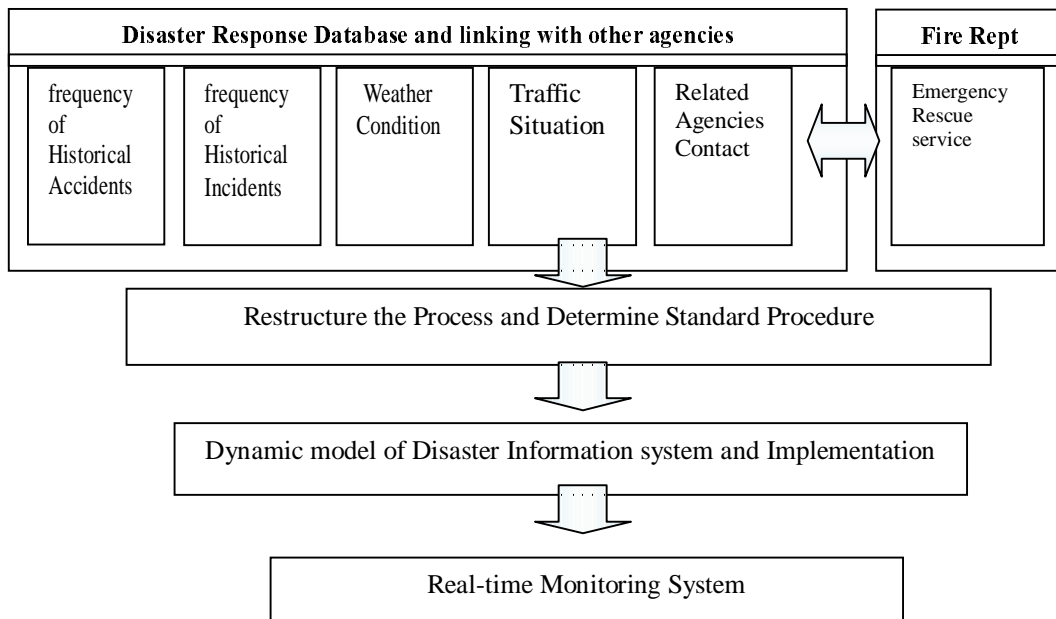 Disaster Response Database and linking with other agencies
Fire Rept
frequency
of
Historical
Accidents
frequency
of
Historical
Incidents
Weather
Condition
Traffic
Situation
Related
Agencies
Contact
Emergency
Rescue
service
Restructure the Process and Determine Standard Procedure
Dynamic model of Disaster Information system and Implementation
Real-time Monitoring System